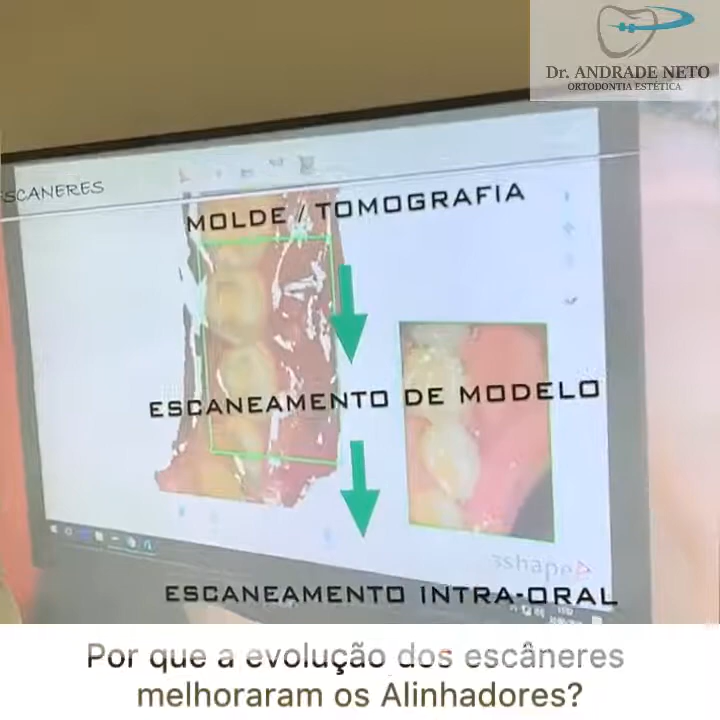 Dr. ANDRADE NETO
ORTODONTIA ESTÉTICA
SCANERES
MOLDE / TOMOGRAFIA
ESCANEAMENTO DE MODELO
3shape
ESCANEAMENTO INTRA-ORAL
Por que a evolução dos escâneres
melhoraram os Alinhadores?